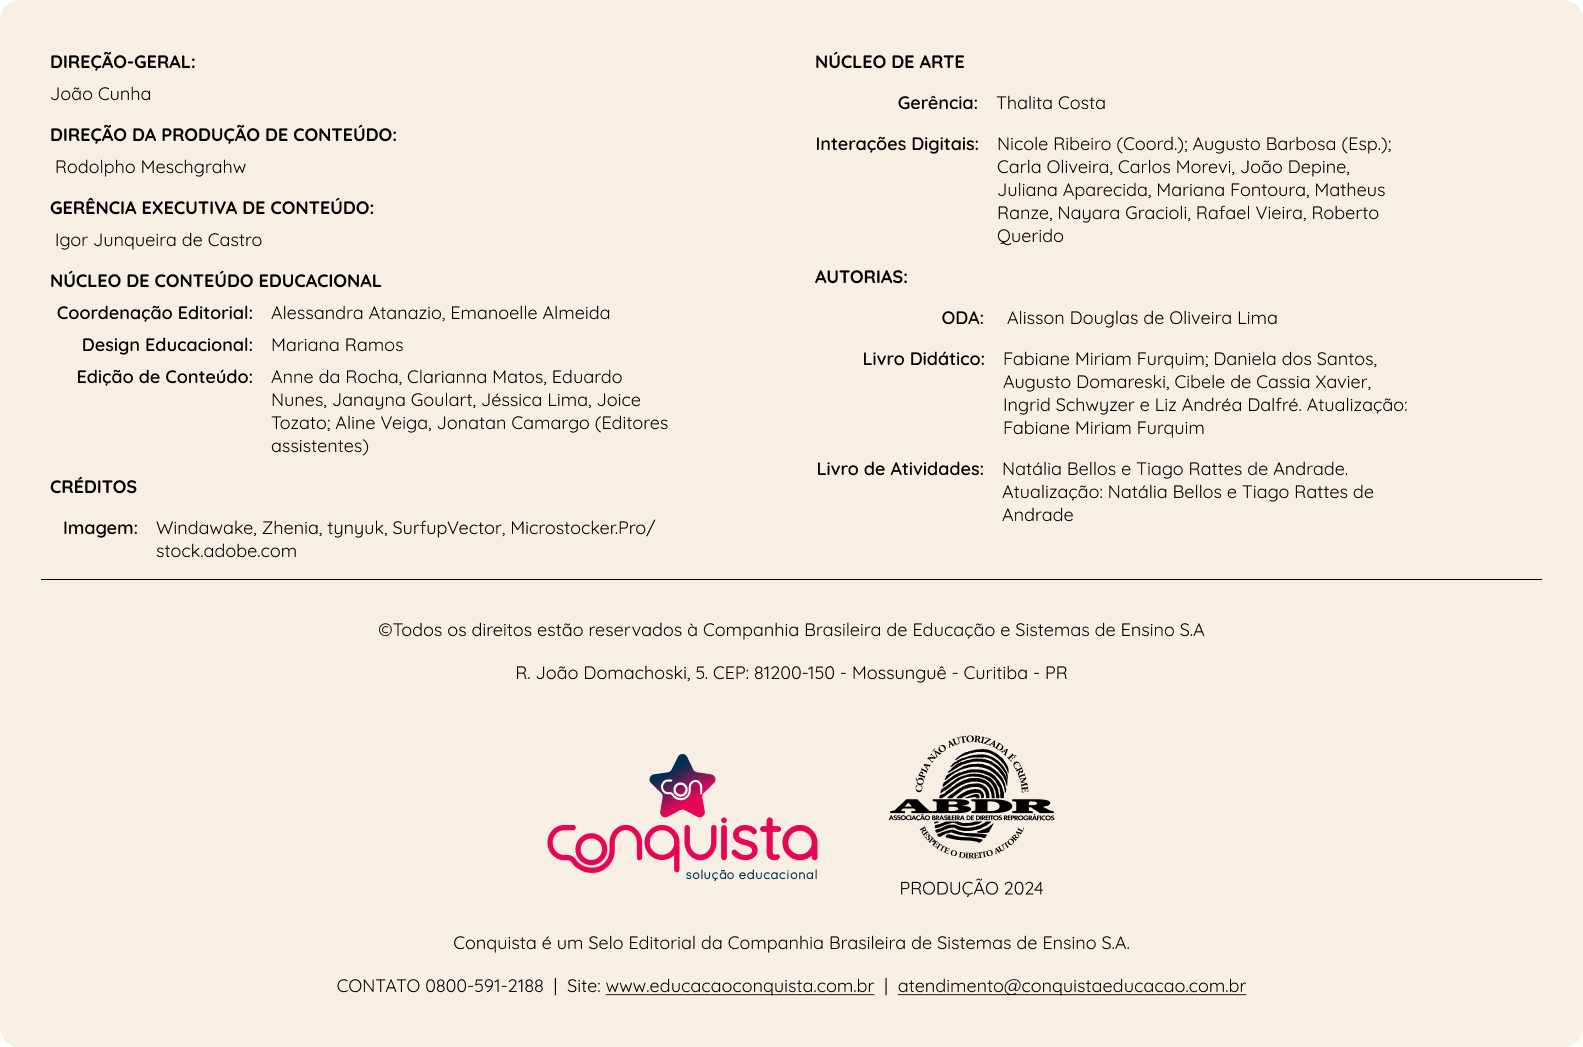 DIREÇÃO-GERAL:
João Cunha
DIREÇÃO DA PRODUÇÃO DE CONTEÚDO:
Rodolpho Meschgrahw
GERÊNCIA EXECUTIVA DE CONTEÚDO:
Igor Junqueira de Castro
NÚCLEO DE CONTEÚDO EDUCACIONAL
Coordenação Editorial: Alessandra Atanazio, Emanoelle Almeida
Design Educacional: Mariana Ramos
Edição de Conteúdo: Anne da Rocha, Clarianna Matos, Eduardo
Nunes, Janayna Goulart, Jéssica Lima, Joice
Tozato; Aline Veiga, Jonatan Camargo (Editores
assistentes)
CRÉDITOS
Imagem: Windawake, Zhenia, tynyuk, SurfupVector, Microstocker.Pro/
stock.adobe.com
NÚCLEO DE ARTE
Gerência: Thalita Costa
Interações Digitais: Nicole Ribeiro (Coord.); Augusto Barbosa (Esp.);
Carla Oliveira, Carlos Morevi, João Depine,
Juliana Aparecida, Mariana Fontoura, Matheus
Ranze, Nayara Gracioli, Rafael Vieira, Roberto
Querido
AUTORIAS:
ODA: Alisson Douglas de Oliveira Lima
Livro Didático: Fabiane Miriam Furquim; Daniela dos Santos,
Augusto Domareski, Cibele de Cassia Xavier,
Ingrid Schwyzer e Liz Andréa Dalfré. Atualização:
Fabiane Miriam Furquim
Livro de Atividades: Natália Bellos e Tiago Rattes de Andrade.
Atualização: Natália Bellos e Tiago Rattes de
Andrade
©Todos os direitos estão reservados à Companhia Brasileira de Educação e Sistemas de Ensino S.A
R. João Domachoski, 5. CEP: 81200-150 - Mossunguê - Curitiba - PR
con
conquista
solução educacional
CÓPIA NÃO AUTORIZADA É CRIME
ABDR
ASSOCIAÇÃO BRASILEIRA DE DIREITOS REPROGRÁFICOS
RESPEITE O DIREITO AUTORAL
PRODUÇÃO 2024
Conquista é um Selo Editorial da Companhia Brasileira de Sistemas de Ensino S.A.
CONTATO 0800-591-2188 | Site: www.educacaoconquista.com.br | atendimento@conquistaeducacao.com.br